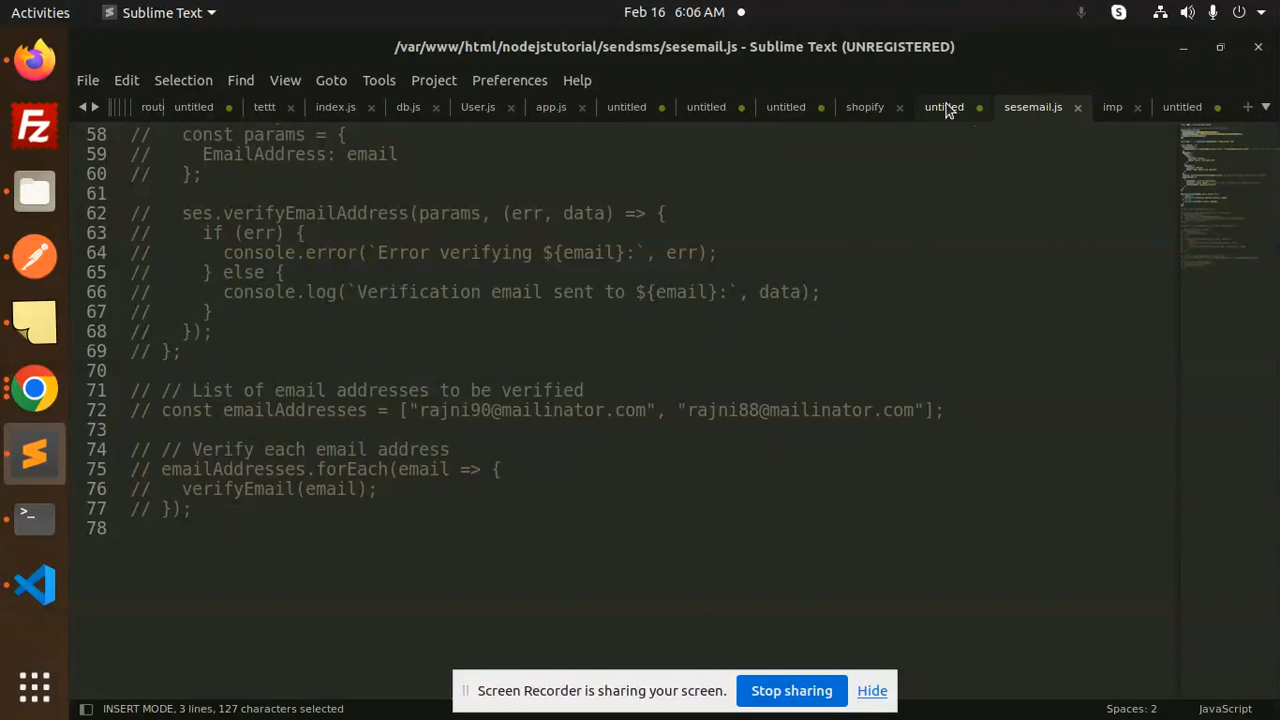 Activities Sublime Text Feb 16 6:06 AM
/var/www/html/nodejstutorial/sendsms/sesemail.js - Sublime Text (UNREGISTERED)
File Edit Selection Find View Goto Tools Project Preferences Help
routi untitled tettt index.js db.js User.js app.js untitled untitled untitled shopify untitled sesemail.js imp untitled
58 //   const params = {
59 //     EmailAddress: email
60 //   };
61
62 //   ses.verifyEmailAddress(params, (err, data) => {
63 //     if (err) {
64 //       console.error(`Error verifying ${email}:`, err);
65 //     } else {
66 //       console.log(`Verification email sent to ${email}:`, data);
67 //     }
68 //   });
69 // };
70
71 // // List of email addresses to be verified
72 // const emailAddresses = ["rajni90@mailinator.com", "rajni88@mailinator.com"];
73
74 // // Verify each email address
75 // emailAddresses.forEach(email => {
76 //   verifyEmail(email);
77 // });
78
Screen Recorder is sharing your screen. Stop sharing Hide
INSERT MODE, 3 lines, 127 characters selected Spaces: 2 JavaScript